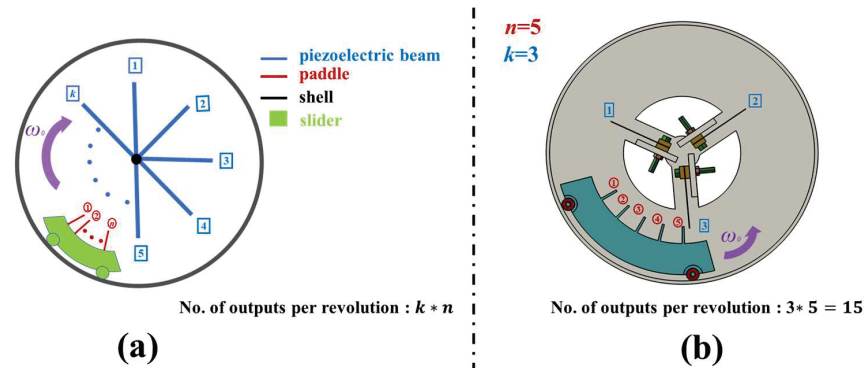 1
k
2
3
4
5
ω₀
① ② n
piezoelectric beam
paddle
shell
slider
No. of outputs per revolution : k * n
(a)
n=5
k=3
1
2
3
① ② ③ ④ ⑤
ω₀
No. of outputs per revolution : 3* 5 = 15
(b)